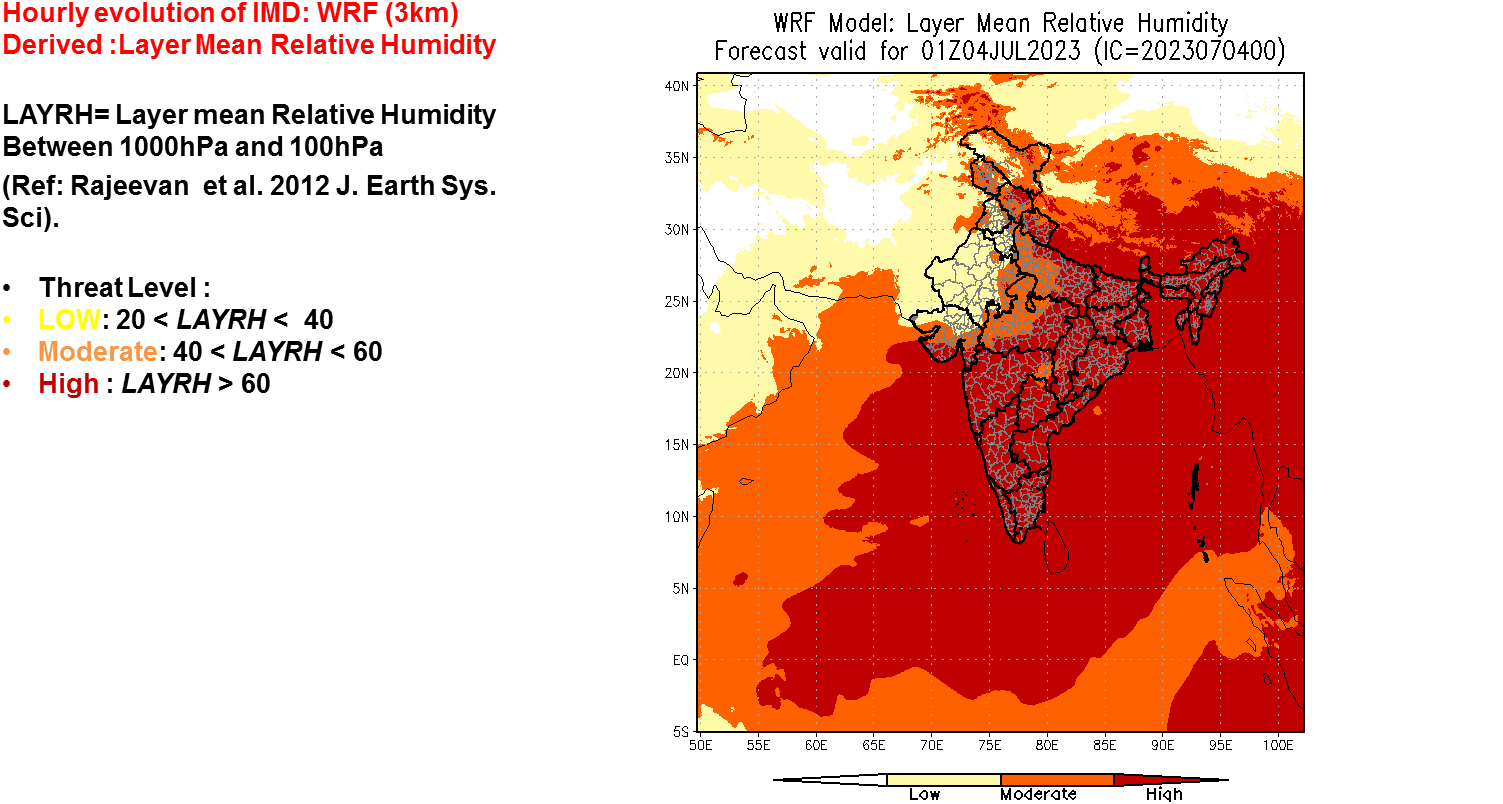 Hourly evolution of IMD: WRF (3km)
Derived :Layer Mean Relative Humidity
LAYRH= Layer mean Relative Humidity
Between 1000hPa and 100hPa
(Ref: Rajeevan et al. 2012 J. Earth Sys.
Sci).
• Threat Level :
• LOW: 20 < LAYRH < 40
• Moderate: 40 < LAYRH < 60
• High : LAYRH > 60
WRF Model: Layer Mean Relative Humidity
Forecast valid for 01Z04JUL2023 (IC=2023070400)
40N
35N
30N
25N
20N
15N
10N
5N
EQ
5S
50E 55E 60E 65E 70E 75E 80E 85E 90E 95E 100E
Low Moderate High